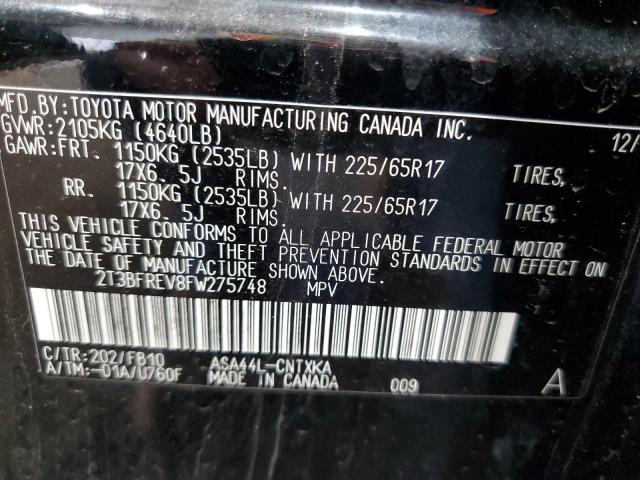 MFD. BY: TOYOTA MOTOR MANUFACTURING CANADA INC.
GVWR: 2105KG (4640LB) 12/
GAWR: FRT. 1150KG (2535LB) WITH 225/65R17 TIRES,
17X6. 5J RIMS.
RR. 1150KG (2535LB) WITH 225/65R17 TIRES,
17X6. 5J RIMS.
THIS VEHICLE CONFORMS TO ALL APPLICABLE FEDERAL MOTOR
VEHICLE SAFETY AND THEFT PREVENTION STANDARDS IN EFFECT ON
THE DATE OF MANUFACTURE SHOWN ABOVE.
2T3BFREV8FW275748 MPV
C/TR: 202/FB10 ASA44L-CNTXKA
A/TM: -01A/U760F MADE IN CANADA 009 A